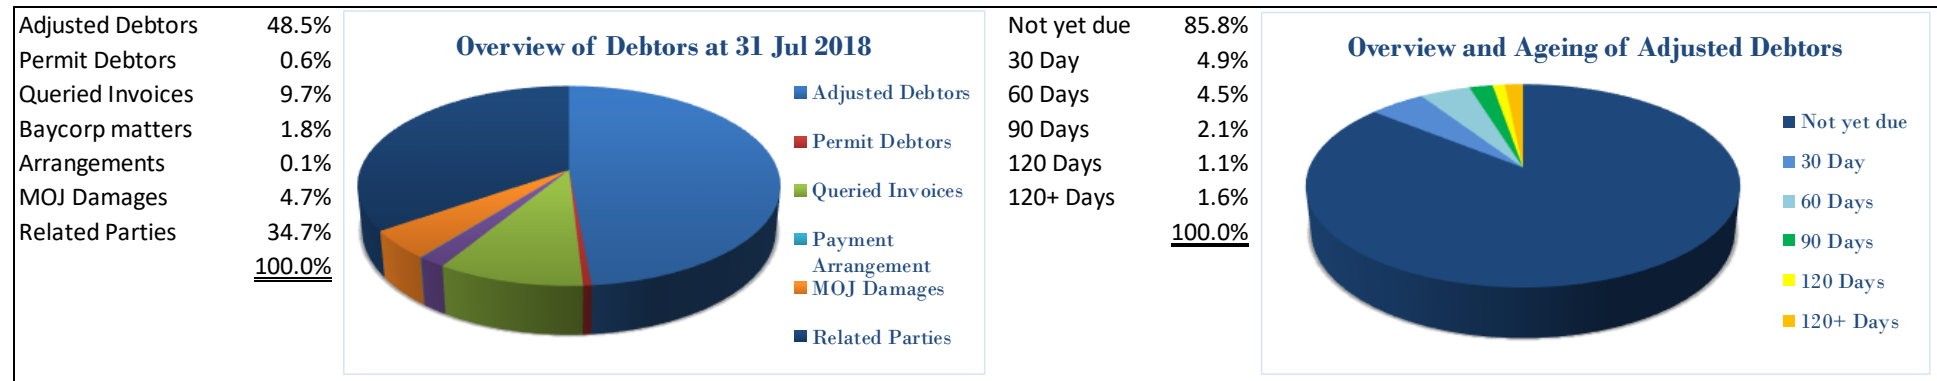 Adjusted Debtors 48.5%
Permit Debtors 0.6%
Queried Invoices 9.7%
Baycorp matters 1.8%
Arrangements 0.1%
MOJ Damages 4.7%
Related Parties 34.7%
100.0%
Overview of Debtors at 31 Jul 2018
Adjusted Debtors
Permit Debtors
Queried Invoices
Payment
Arrangement
MOJ Damages
Related Parties
Not yet due 85.8%
30 Day 4.9%
60 Days 4.5%
90 Days 2.1%
120 Days 1.1%
120+ Days 1.6%
100.0%
Overview and Ageing of Adjusted Debtors
Not yet due
30 Day
60 Days
90 Days
120 Days
120+ Days